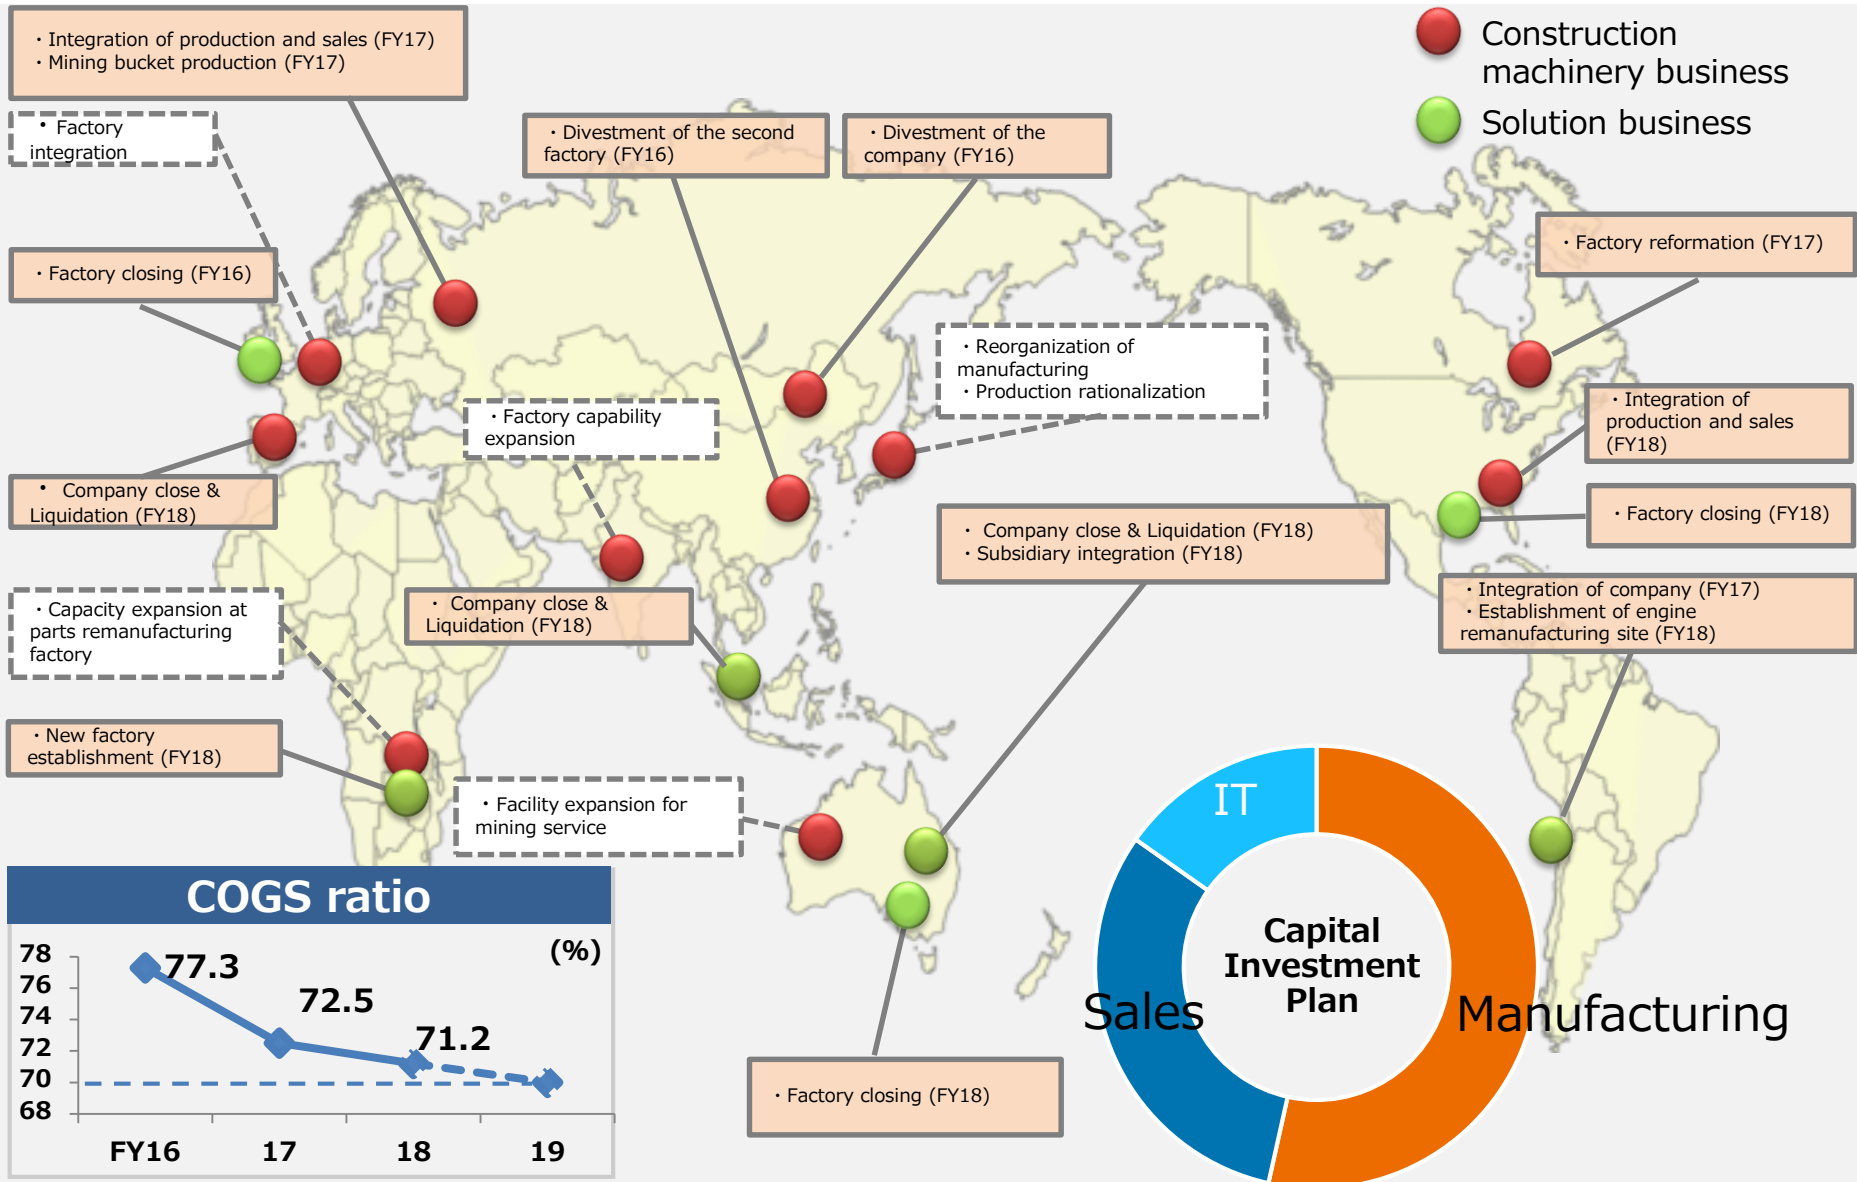 ・Integration of production and sales (FY17)
・Mining bucket production (FY17)
Construction
machinery business
Solution business
・ Factory
integration
・Divestment of the second
factory (FY16)
・Divestment of the
company (FY16)
・Factory reformation (FY17)
・Factory closing (FY16)
・Reorganization of
manufacturing
・Production rationalization
・Factory capability
expansion
・Integration of
production and sales
(FY18)
・ Company close &
Liquidation (FY18)
・ Company close & Liquidation (FY18)
・Subsidiary integration (FY18)
・Factory closing (FY18)
・Capacity expansion at
parts remanufacturing
factory
・ Company close &
Liquidation (FY18)
・Integration of company (FY17)
・Establishment of engine
remanufacturing site (FY18)
・New factory
establishment (FY18)
・Facility expansion for
mining service
IT
Capital
Investment
Plan
Sales
Manufacturing
・Factory closing (FY18)
COGS ratio
(%)
78
76
74
72
70
68
77.3
72.5
71.2
FY16
17
18
19